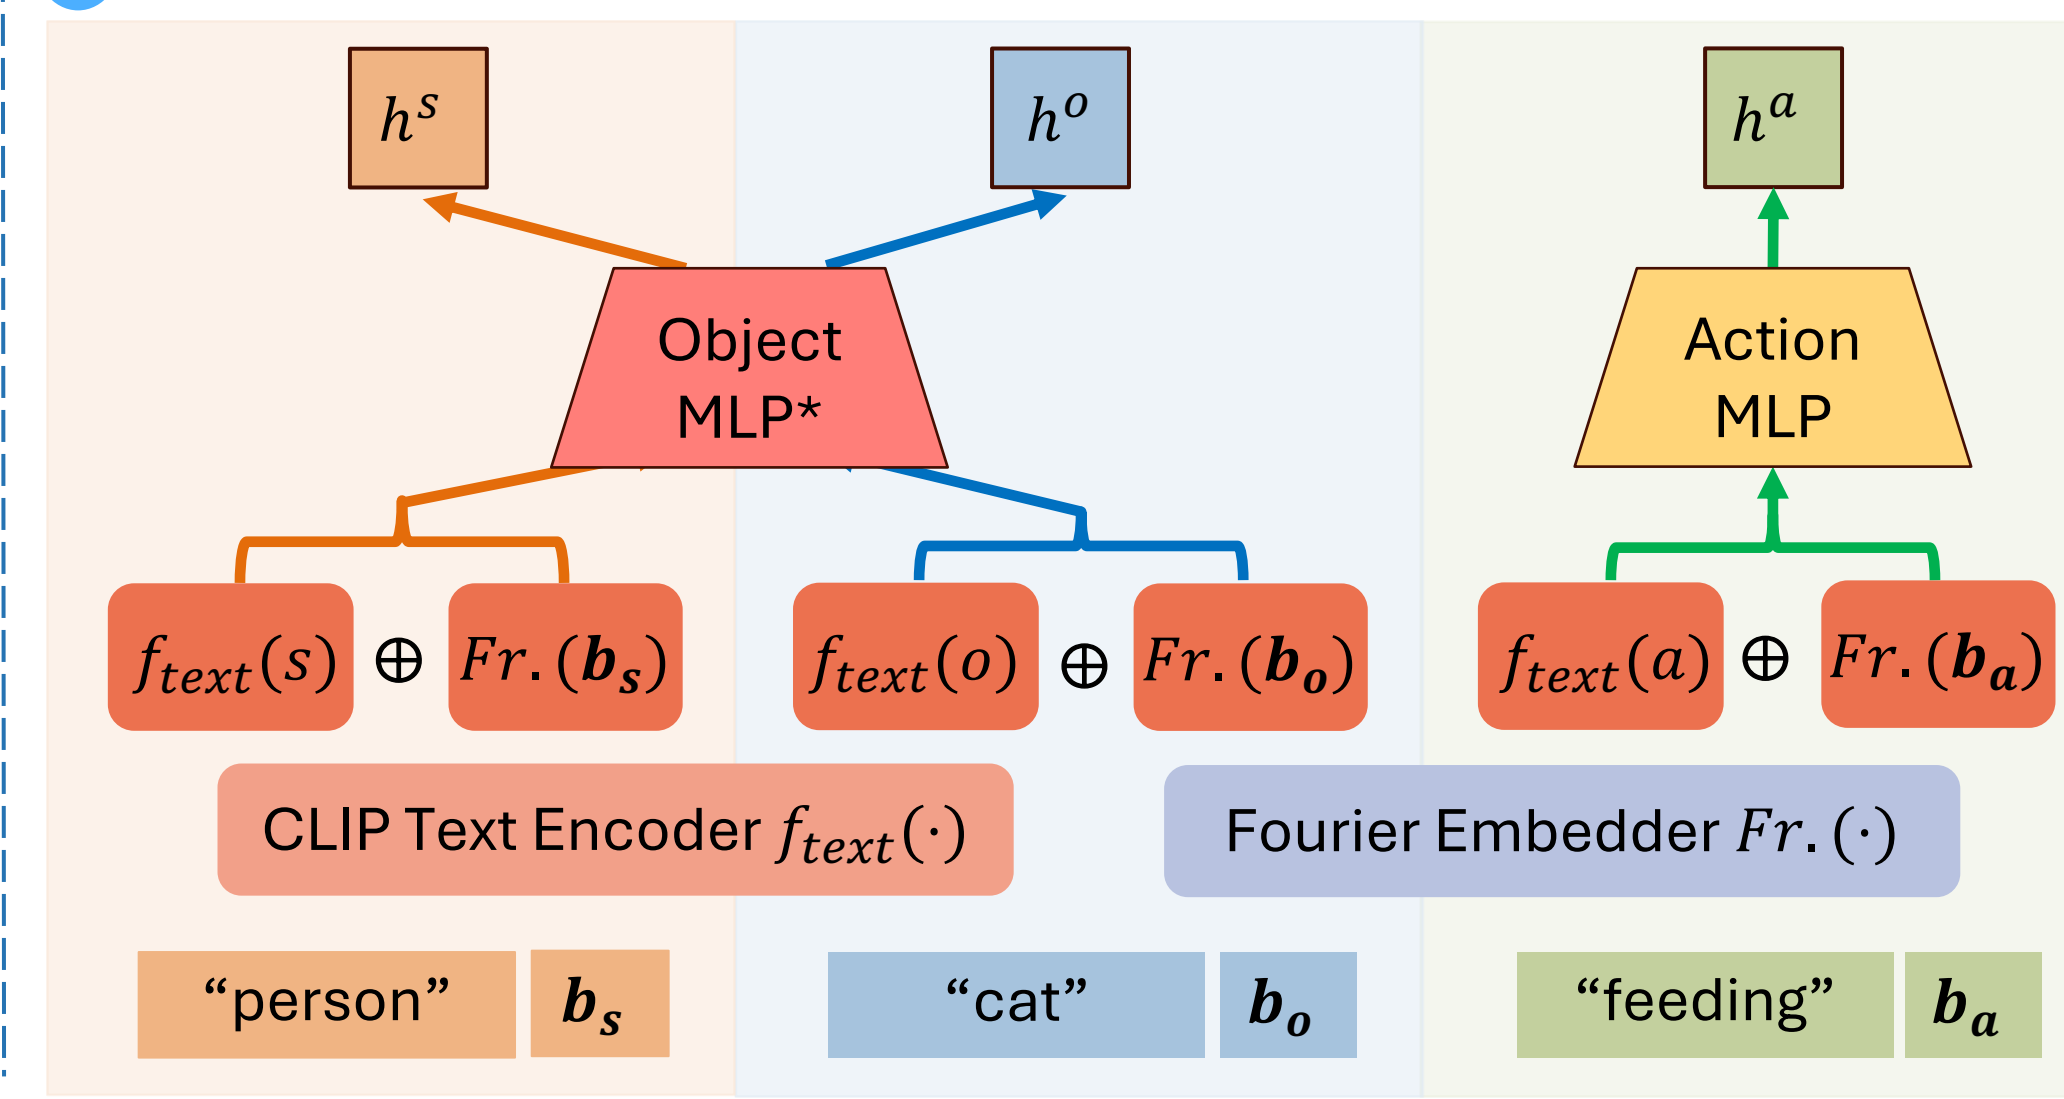 h^s
h^o
h^a
Object
MLP*
Action
MLP
f_text(s) ⊕ Fr.(b_s)
f_text(o) ⊕ Fr.(b_o)
f_text(a) ⊕ Fr.(b_a)
CLIP Text Encoder f_text(·)
Fourier Embedder Fr.(·)
“person” b_s
“cat” b_o
“feeding” b_a